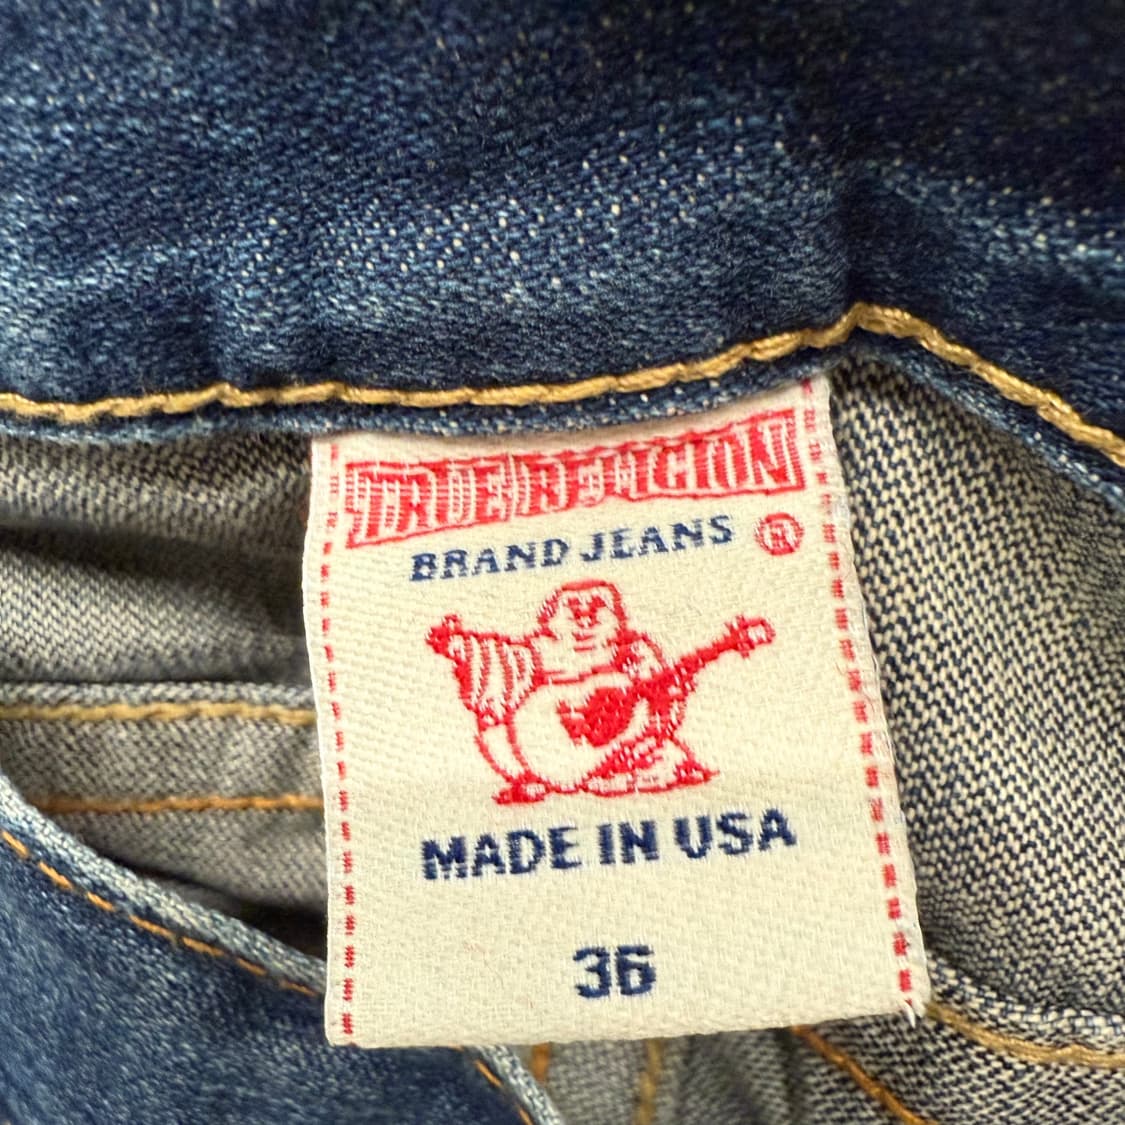 TRUE RELIGION
BRAND JEANS ®
MADE IN USA
36